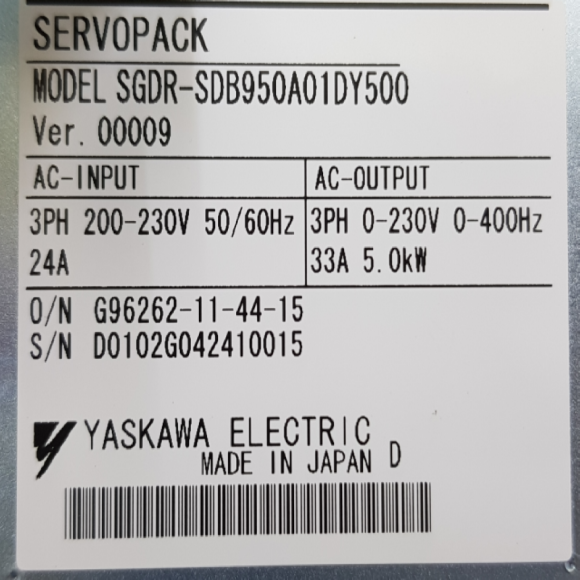 SERVOPACK
MODEL SGDR-SDB950A01DY500
Ver. 00009
AC-INPUT
AC-OUTPUT
3PH 200-230V 50/60Hz
3PH 0-230V 0-400Hz
24A
33A 5.0kW
O/N G96262-11-44-15
S/N D0102G042410015
YASKAWA ELECTRIC
MADE IN JAPAN D